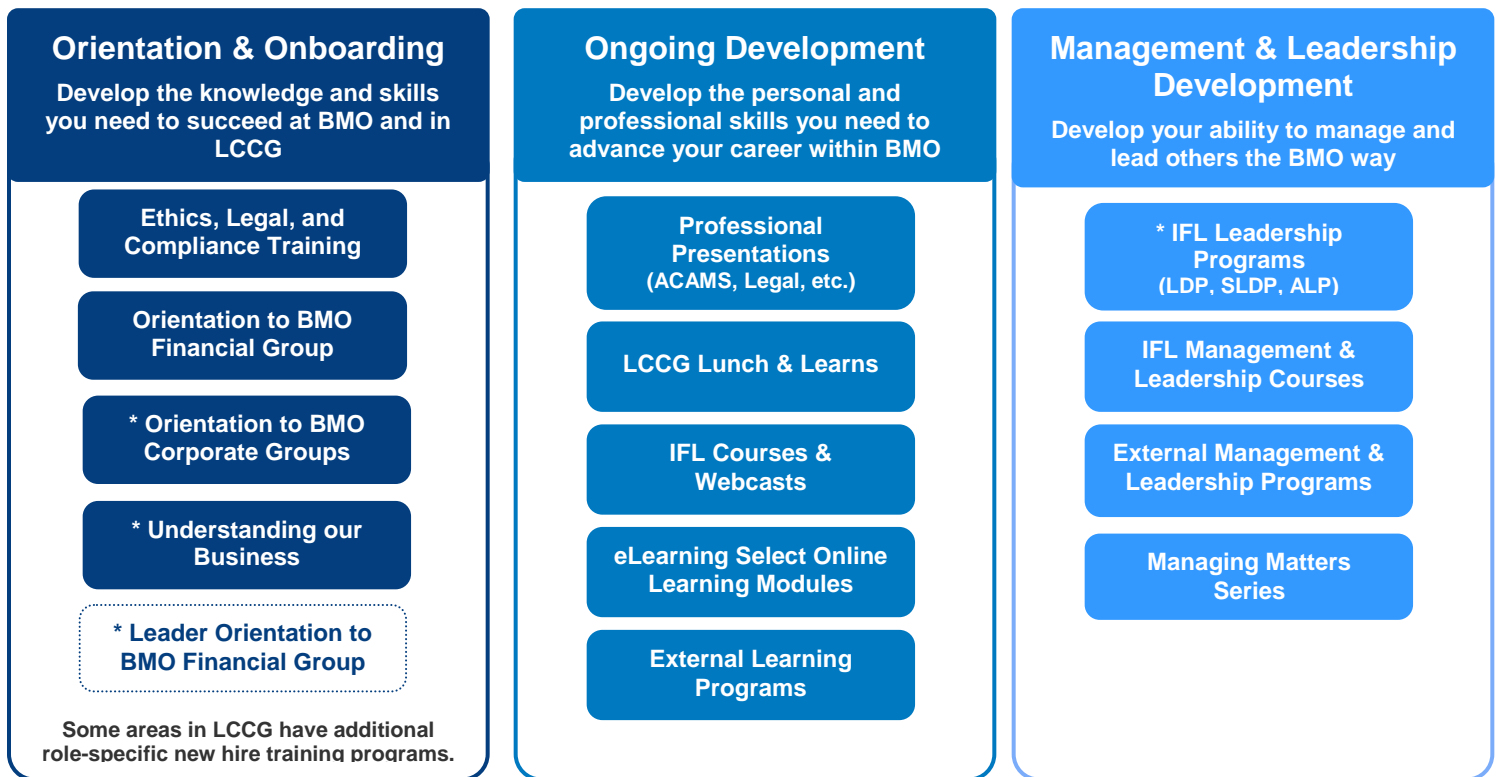 Orientation & Onboarding
Develop the knowledge and skills
you need to succeed at BMO and in
LCCG
Ethics, Legal, and
Compliance Training
Orientation to BMO
Financial Group
* Orientation to BMO
Corporate Groups
* Understanding our
Business
* Leader Orientation to
BMO Financial Group
Some areas in LCCG have additional
role-specific new hire training programs.
Ongoing Development
Develop the personal and
professional skills you need to
advance your career within BMO
Professional
Presentations
(ACAMS, Legal, etc.)
LCCG Lunch & Learns
IFL Courses &
Webcasts
eLearning Select Online
Learning Modules
External Learning
Programs
Management & Leadership
Development
Develop your ability to manage and
lead others the BMO way
* IFL Leadership
Programs
(LDP, SLDP, ALP)
IFL Management &
Leadership Courses
External Management &
Leadership Programs
Managing Matters
Series